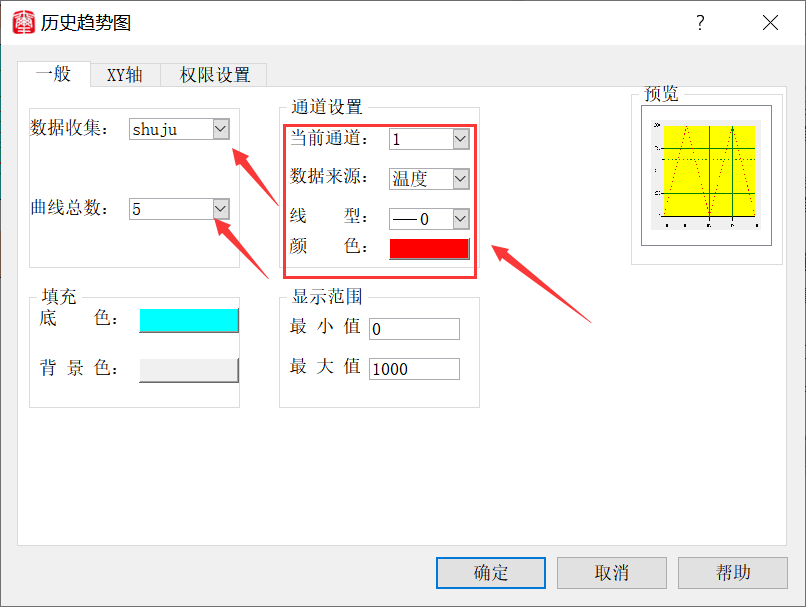 历史趋势图
一般 XY轴 权限设置
数据收集： shuju
曲线总数： 5
通道设置
当前通道： 1
数据来源： 温度
线 型： 0
颜 色：
预览
填充
底 色：
背 景 色：
显示范围
最 小 值 0
最 大 值 1000
确定 取消 帮助